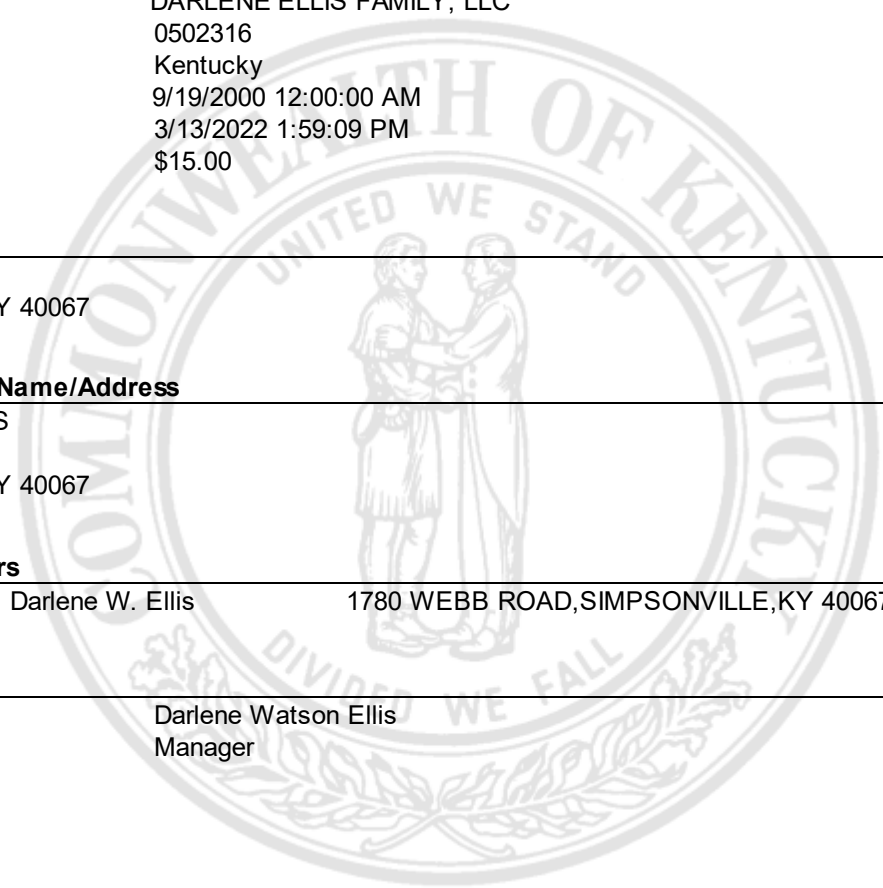 DARLENE ELLIS FAMILY, LLC
0502316
Kentucky
9/19/2000 12:00:00 AM
3/13/2022 1:59:09 PM
$15.00
Y 40067
Name/Address
S
Y 40067
rs
Darlene W. Ellis 1780 WEBB ROAD,SIMPSONVILLE,KY 40067
Darlene Watson Ellis
Manager
COMMONWEALTH OF KENTUCKY
UNITED WE STAND
DIVIDED WE FALL